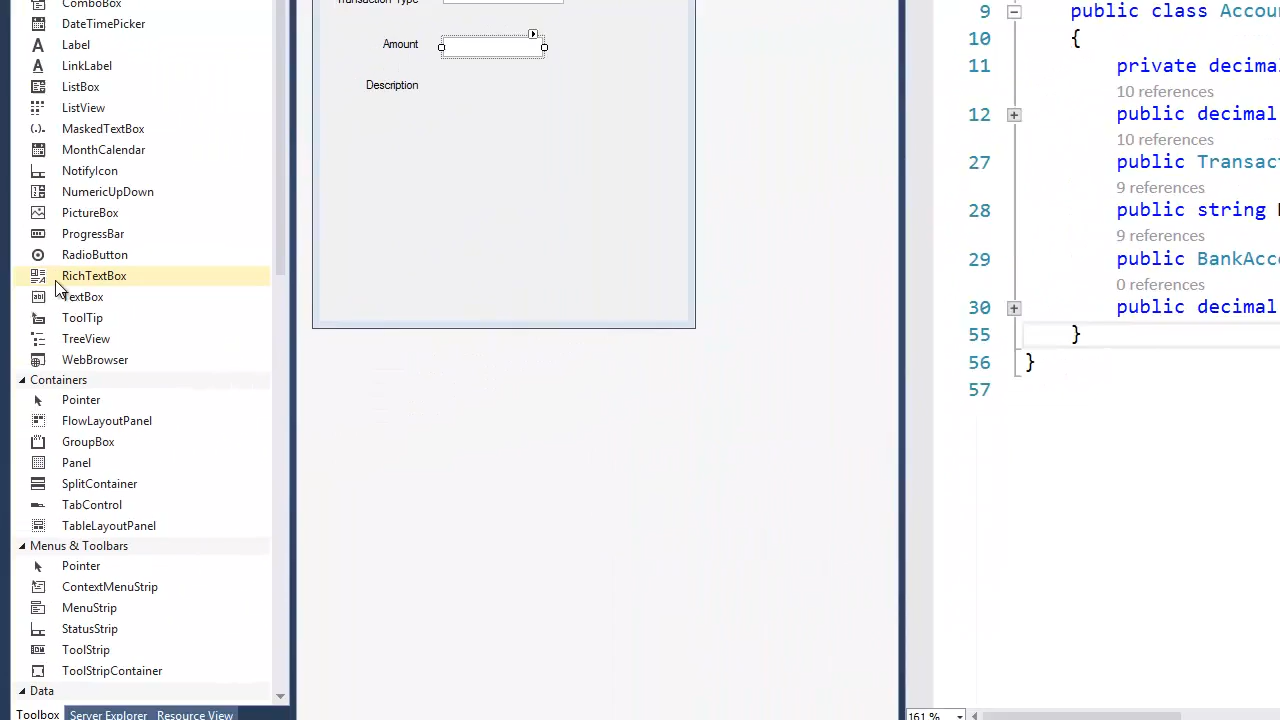 ComboBox
DateTimePicker
Label
LinkLabel
ListBox
ListView
MaskedTextBox
MonthCalendar
NotifyIcon
NumericUpDown
PictureBox
ProgressBar
RadioButton
RichTextBox
TextBox
ToolTip
TreeView
WebBrowser
Containers
Pointer
FlowLayoutPanel
GroupBox
Panel
SplitContainer
TabControl
TableLayoutPanel
Menus & Toolbars
Pointer
ContextMenuStrip
MenuStrip
StatusStrip
ToolStrip
ToolStripContainer
Data
Toolbox Server Explorer Resource View
Transaction Type
Amount
Description
9 public class Accou
10 {
11 private decima
10 references
12 public decimal
10 references
27 public Transac
9 references
28 public string
9 references
29 public BankAcc
0 references
30 public decimal
55 }
56 }
57
161 %